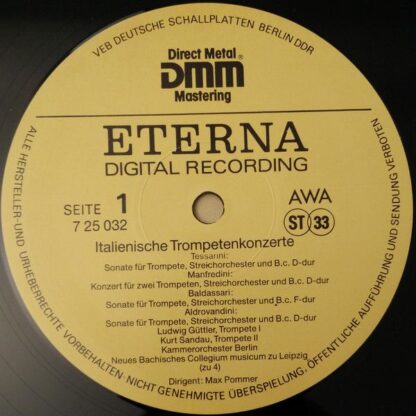 VEB DEUTSCHE SCHALLPLATTEN BERLIN DDR
Direct Metal®
DMM
Mastering
ETERNA
DIGITAL RECORDING
SEITE 1
7 25 032
AWA
ST 33
Italienische Trompetenkonzerte
Tessarini:
Sonate für Trompete, Streichorchester und B.c. D-dur
Manfredini:
Konzert für zwei Trompeten, Streichorchester und B.c. D-dur
Baldassari:
Sonate für Trompete, Streichorchester und B.c. F-dur
Aldrovandini:
Sonate für Trompete, Streichorchester und B.c. D-dur
Ludwig Güttler, Trompete I
Kurt Sandau, Trompete II
Kammerorchester Berlin
Neues Bachisches Collegium musicum zu Leipzig
(zu 4)
Dirigent: Max Pommer
ALLE HERSTELLER- UND URHEBERRECHTE VORBEHALTEN · NICHT GENEHMIGTE ÜBERSPIELUNG, ÖFFENTLICHE AUFFÜHRUNG UND SENDUNG VERBOTEN